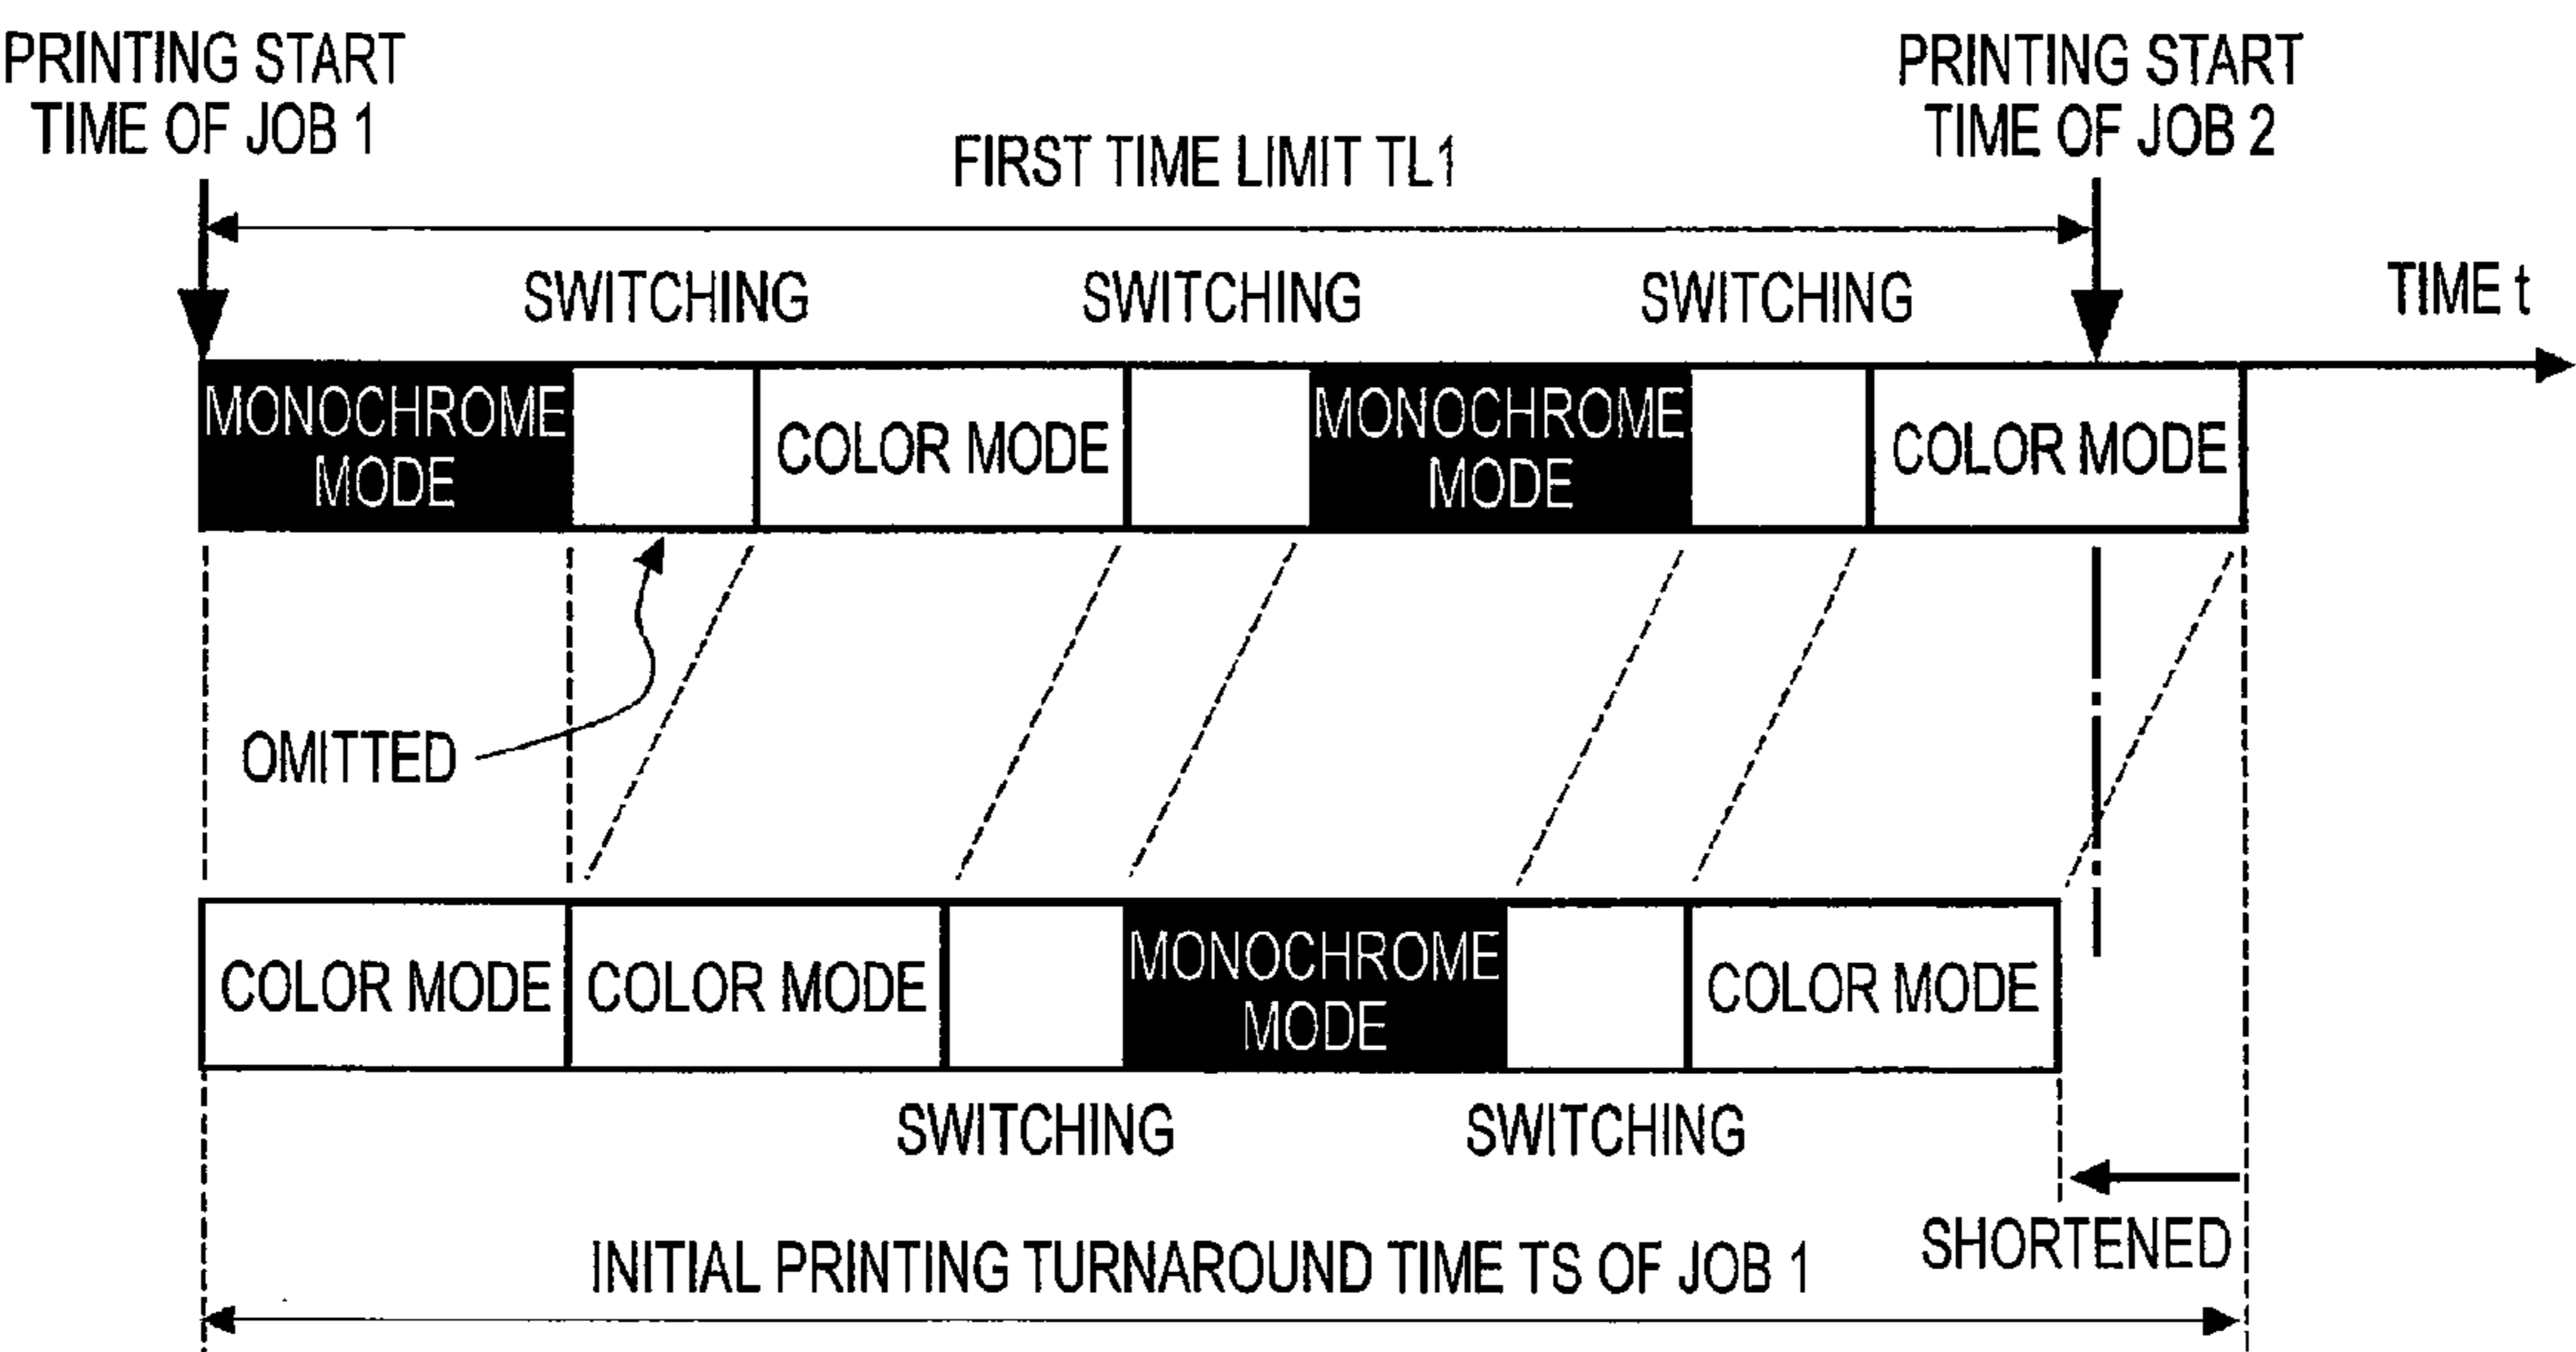 PRINTING START
TIME OF JOB 1
PRINTING START
TIME OF JOB 2
FIRST TIME LIMIT TL1
SWITCHING
SWITCHING
SWITCHING
TIME t
MONOCHROME
MODE
COLOR MODE
MONOCHROME
MODE
COLOR MODE
OMITTED
COLOR MODE
COLOR MODE
MONOCHROME
MODE
COLOR MODE
SWITCHING
SWITCHING
SHORTENED
INITIAL PRINTING TURNAROUND TIME TS OF JOB 1